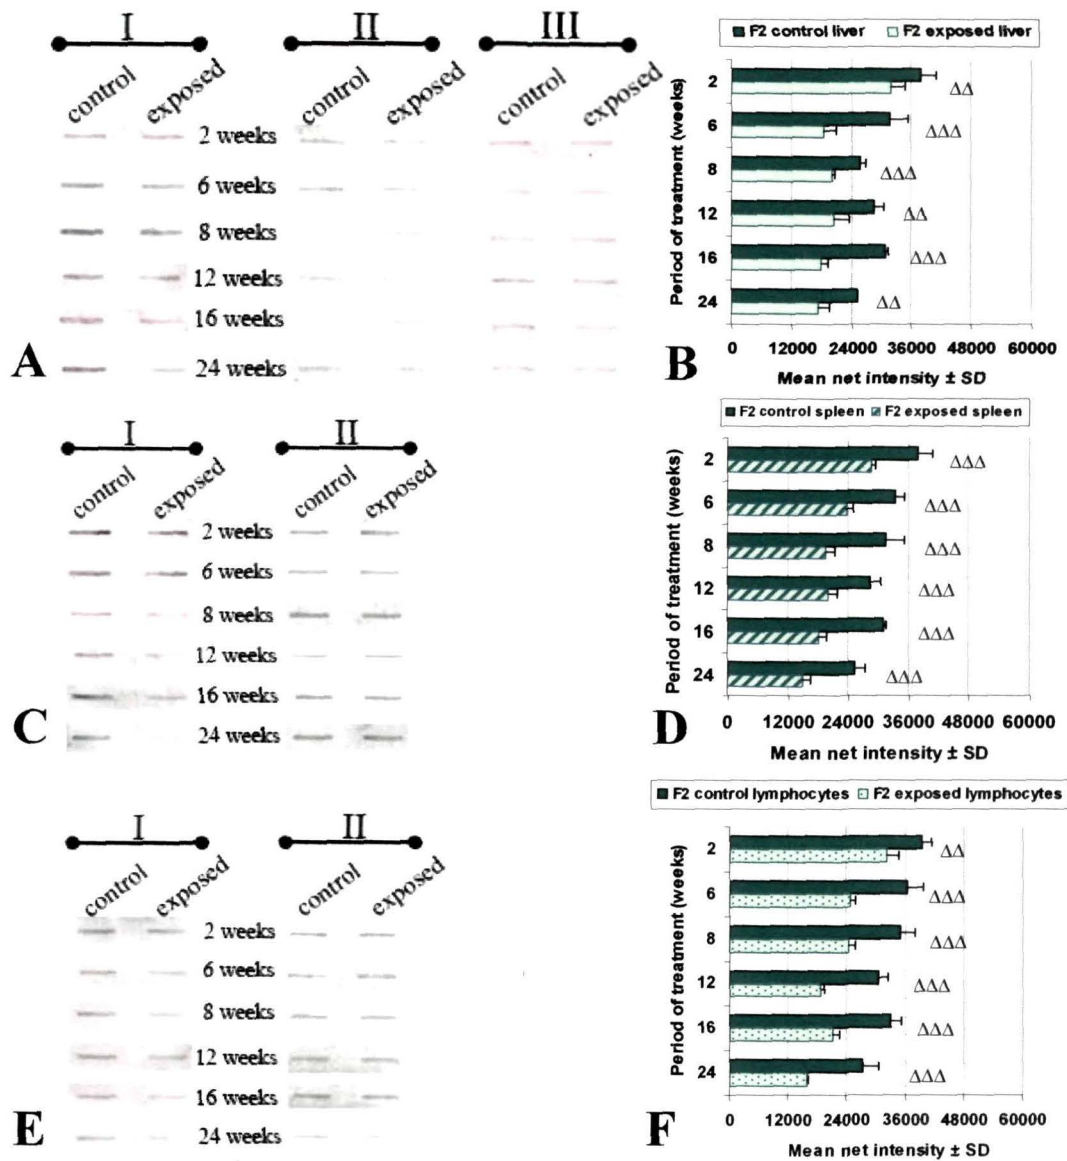 I II III
control exposed control exposed control exposed
2 weeks
6 weeks
8 weeks
12 weeks
16 weeks
24 weeks
A
F2 control liver F2 exposed liver
Period of treatment (weeks)
2 ΔΔ
6 ΔΔΔ
8 ΔΔΔ
12 ΔΔ
16 ΔΔΔ
24 ΔΔ
0 12000 24000 36000 48000 60000
Mean net intensity ± SD
B
I II
control exposed control exposed
2 weeks
6 weeks
8 weeks
12 weeks
16 weeks
24 weeks
C
F2 control spleen F2 exposed spleen
Period of treatment (weeks)
2 ΔΔΔ
6 ΔΔΔ
8 ΔΔΔ
12 ΔΔΔ
16 ΔΔΔ
24 ΔΔΔ
0 12000 24000 36000 48000 60000
Mean net intensity ± SD
D
I II
control exposed control exposed
2 weeks
6 weeks
8 weeks
12 weeks
16 weeks
24 weeks
E
F2 control lymphocytes F2 exposed lymphocytes
Period of treatment (weeks)
2 ΔΔ
6 ΔΔΔ
8 ΔΔΔ
12 ΔΔΔ
16 ΔΔΔ
24 ΔΔΔ
0 12000 24000 36000 48000 60000
Mean net intensity ± SD
F